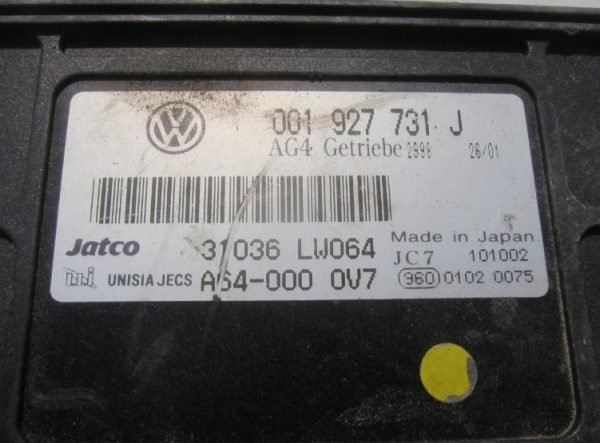 001 927 731 J
AG4 Getriebe 2898 26/01
Jatco 31036 LW064 Made in Japan
JC7 101002
UNISIA JECS A64-000 0V7 960 0102 0075